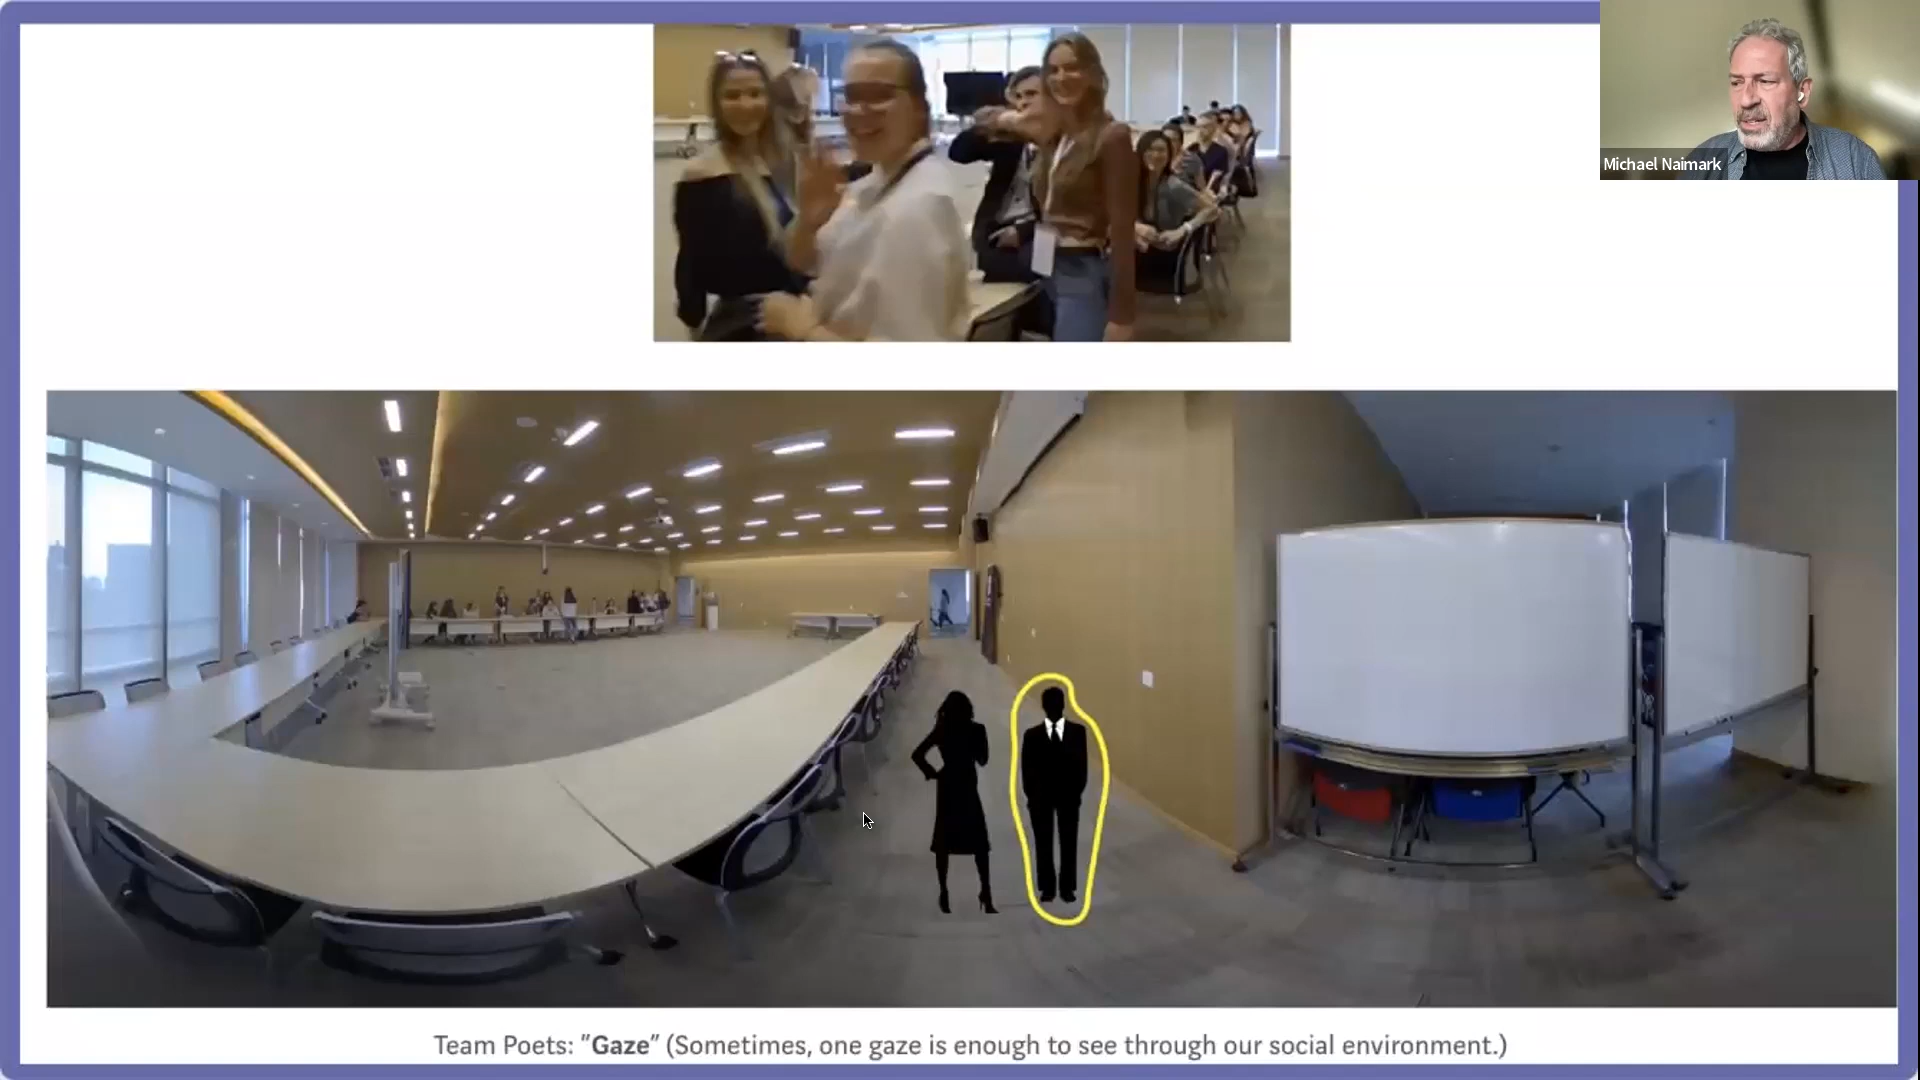 Michael Naimark
Team Poets: "Gaze" (Sometimes, one gaze is enough to see through our social environment.)